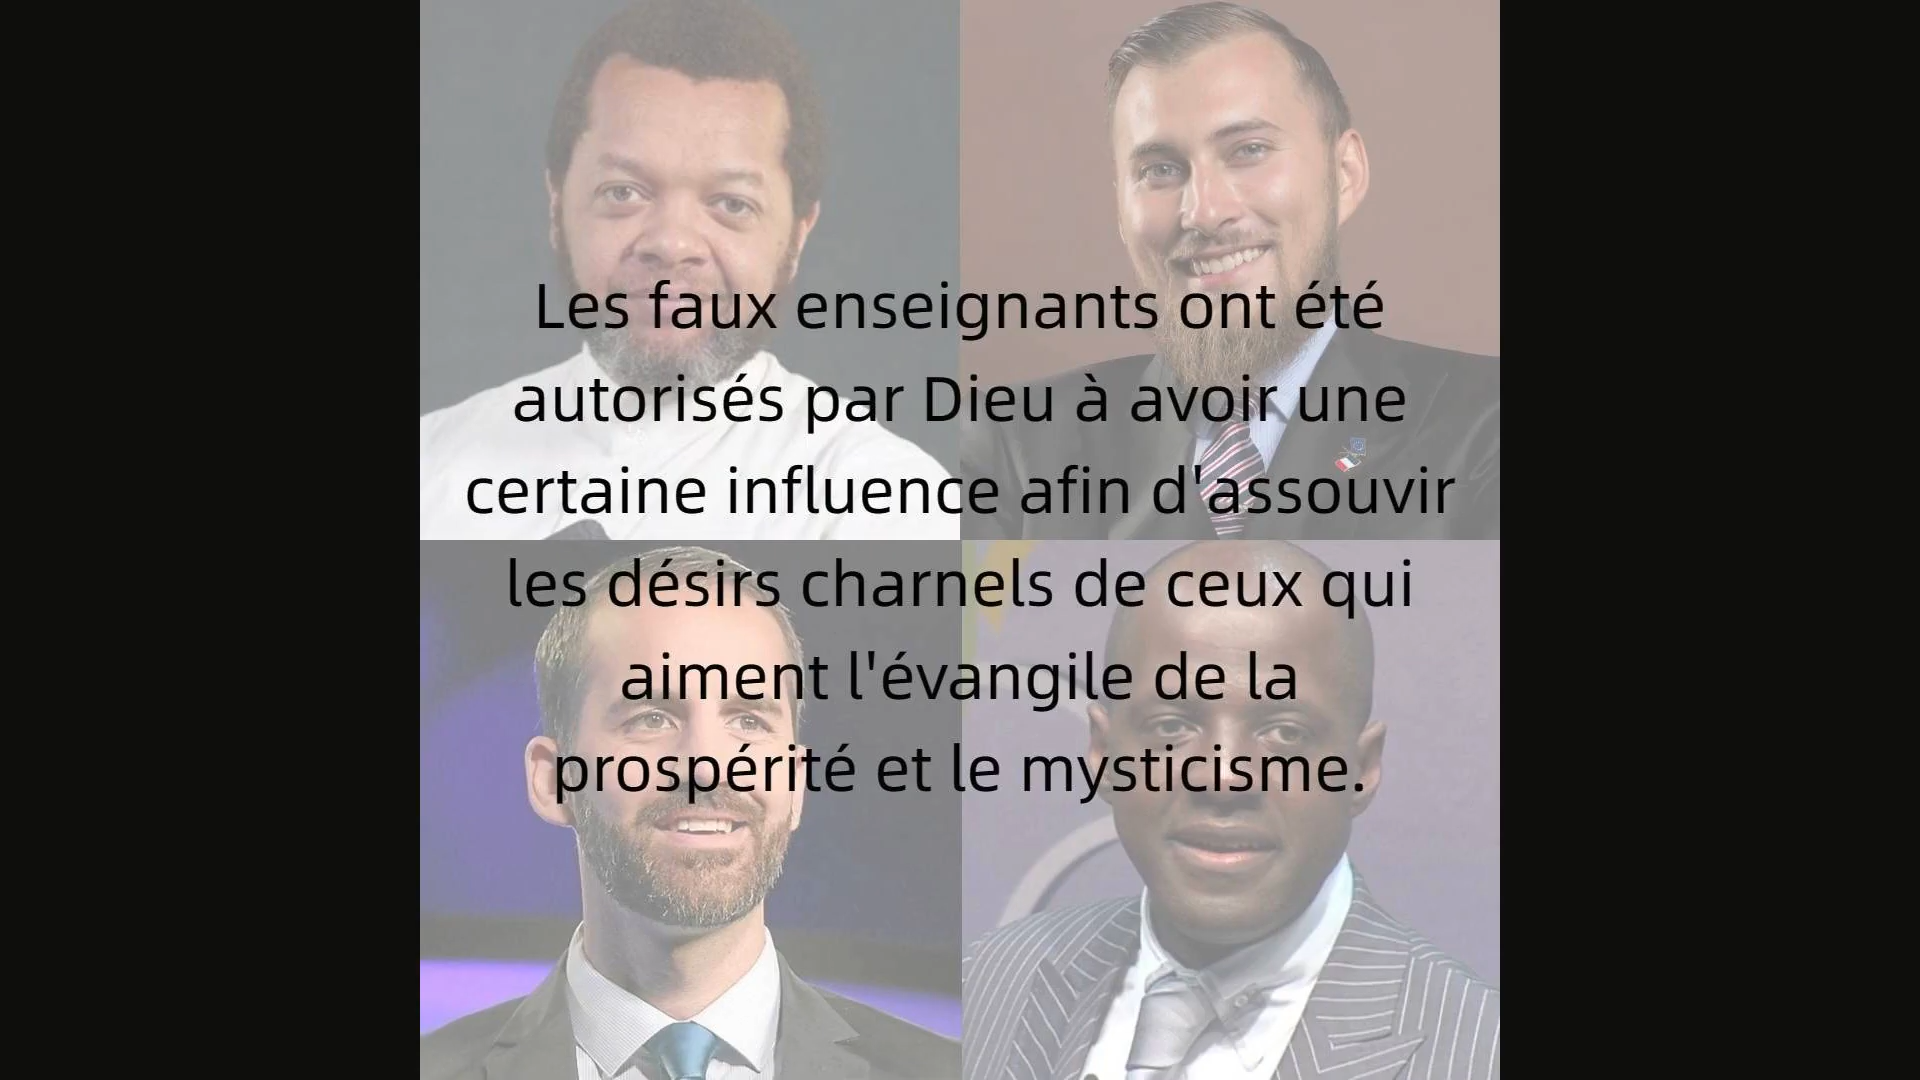 Les faux enseignants ont été
autorisés par Dieu à avoir une
certaine influence afin d'assouvir
les désirs charnels de ceux qui
aiment l'évangile de la
prospérité et le mysticisme.